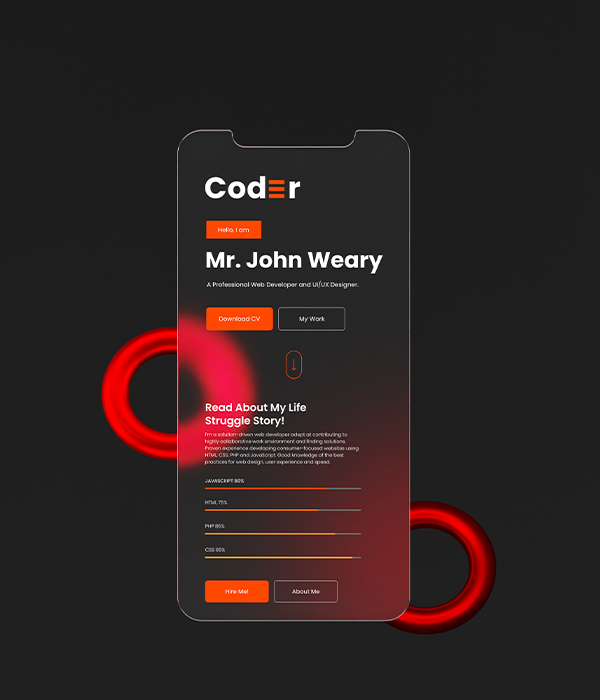 Coder
Hello, I am
Mr. John Weary
A Professional Web Developer and UI/UX Designer.
Download CV
My Work
Read About My Life
Struggle Story!
I'm a solution-driven web developer adept at contributing to
highly collaborative work environment and finding solutions.
Proven experience developing consumer-focused websites using
HTML, CSS, PHP and JavaScript. Good knowledge of the best
practices for web design, user experience and speed.
JAVASCRIPT 80%
HTML 75%
PHP 85%
CSS 95%
Hire Me!
About Me